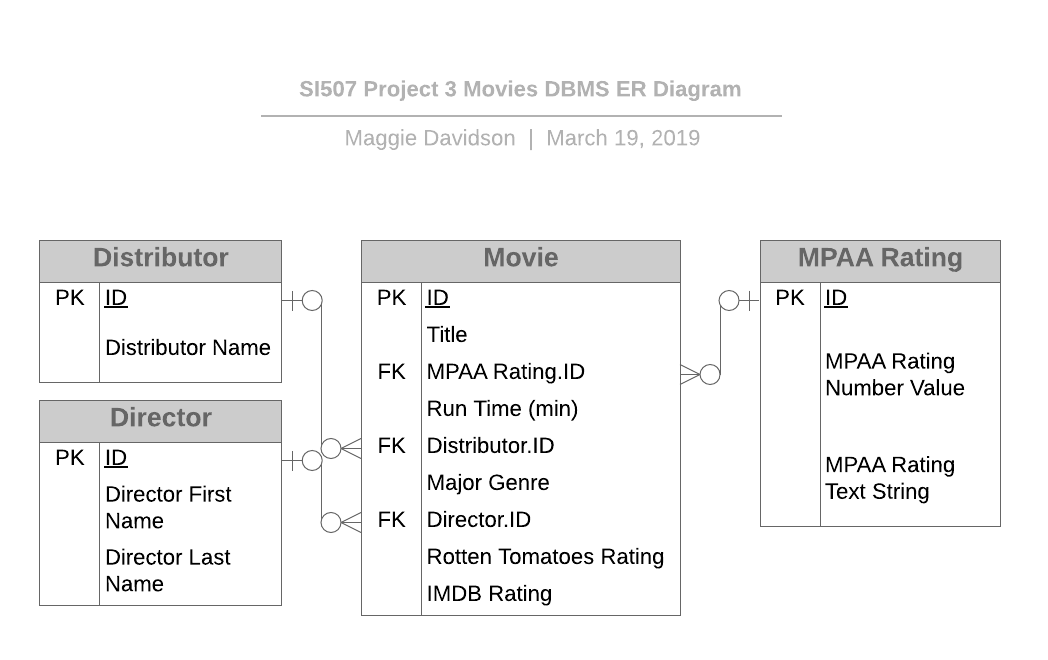 SI507 Project 3 Movies DBMS ER Diagram
Maggie Davidson | March 19, 2019
Distributor
PK ID
Distributor Name
Director
PK ID
Director First
Name
Director Last
Name
Movie
PK ID
Title
FK MPAA Rating.ID
Run Time (min)
FK Distributor.ID
Major Genre
FK Director.ID
Rotten Tomatoes Rating
IMDB Rating
MPAA Rating
PK ID
MPAA Rating
Number Value
MPAA Rating
Text String